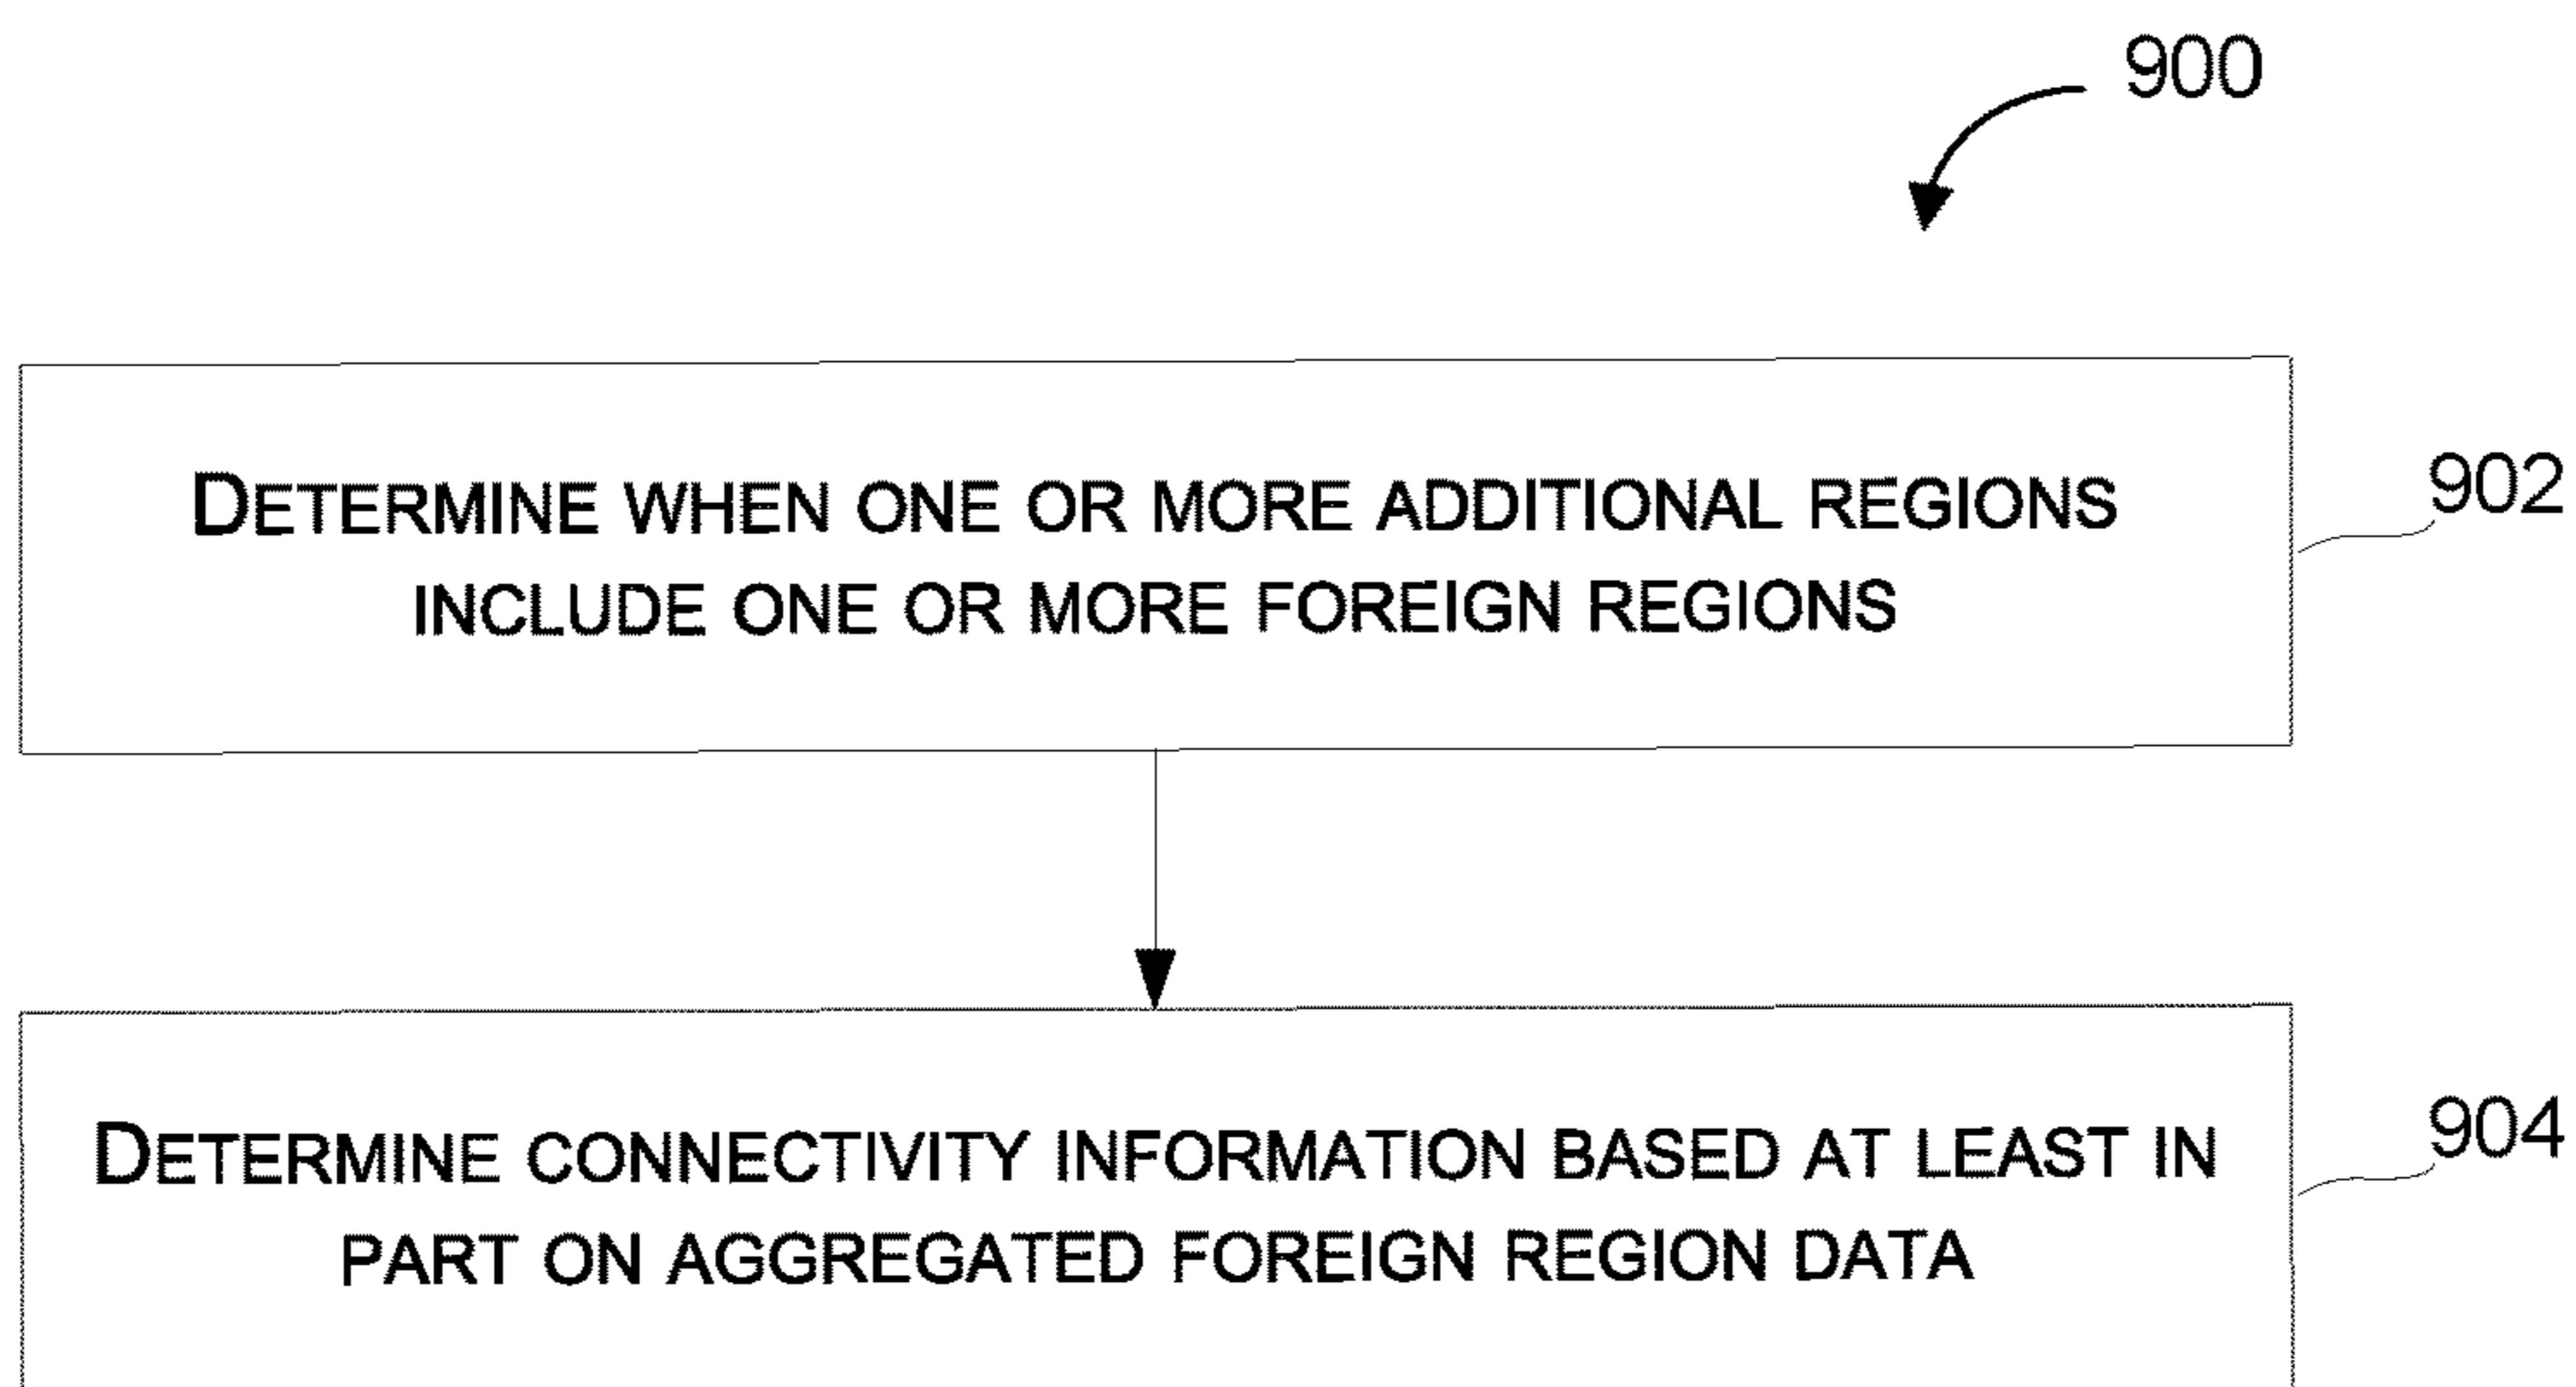 900
DETERMINE WHEN ONE OR MORE ADDITIONAL REGIONS
INCLUDE ONE OR MORE FOREIGN REGIONS
902
DETERMINE CONNECTIVITY INFORMATION BASED AT LEAST IN
PART ON AGGREGATED FOREIGN REGION DATA
904